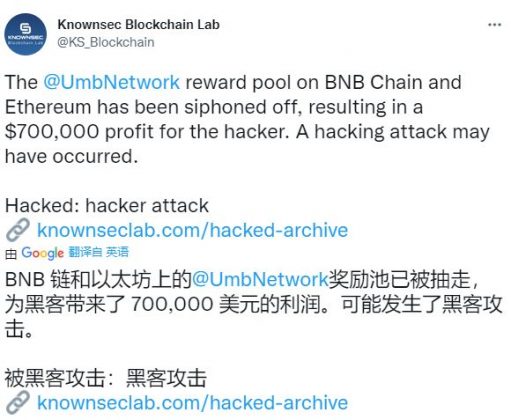 KNOWNSEC
Blockchain Lab
Knownsec Blockchain Lab
@KS_Blockchain
The @UmbNetwork reward pool on BNB Chain and
Ethereum has been siphoned off, resulting in a
$700,000 profit for the hacker. A hacking attack may
have occurred.
Hacked: hacker attack
knownseclab.com/hacked-archive
由 Google 翻译自 英语
BNB 链和以太坊上的@UmbNetwork奖励池已被抽走，
为黑客带来了 700,000 美元的利润。可能发生了黑客攻
击。
被黑客攻击：黑客攻击
knownseclab.com/hacked-archive